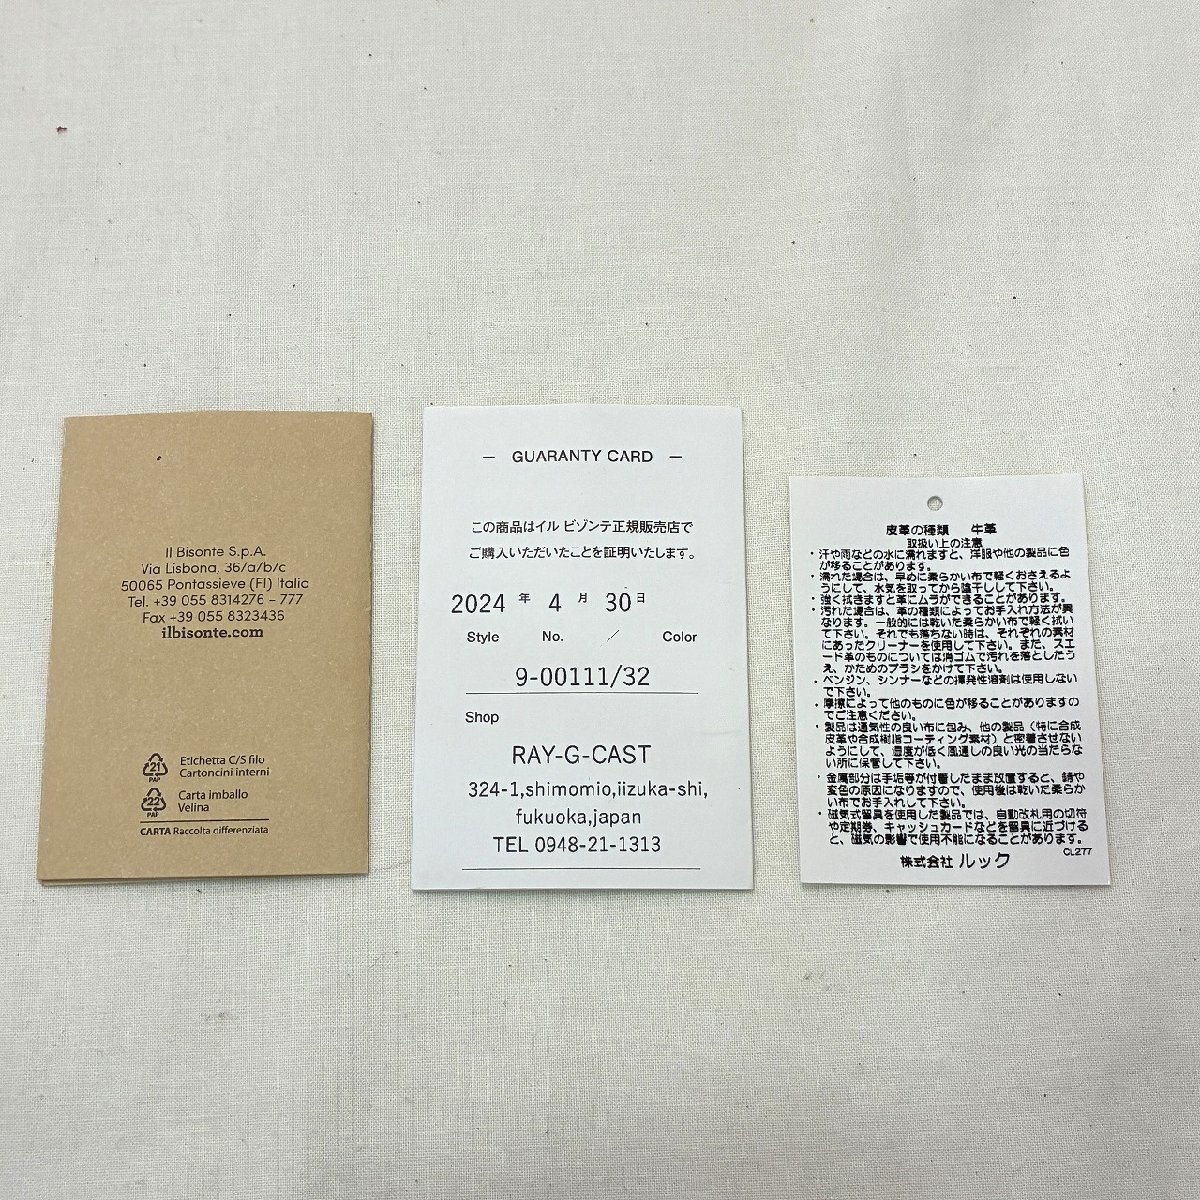 Il Bisonte S.p.A.
Via Lisbona, 36/a/b/c
50065 Pontassieve (FI) Italic
Tel. +39 055 8314276 – 777
Fax +39 055 8323436
ilbisonte.com
21
PAP
Etichetta C/S filo
Cartoncini interni
22
PAP
Carta imballo
Velina
CARTA Raccolta differenziata
— GUARANTY CARD —
この商品はイル ビゾンテ正規販売店で
ご購入いただいたことを証明いたします。
2024 年 4 月 30 日
Style No. ／ Color
9-00111/32
Shop
RAY-G-CAST
324-1,shimomio,iizuka-shi,
fukuoka,japan
TEL 0948-21-1313
皮革の種類 牛革
取扱い上の注意
・汗や雨などの水に濡れますと、洋服や他の製品に色
が移ることがあります。
・濡れた場合は、早めに柔らかい布で軽くおさえるよ
うにして、水気を取ってから陰干しして下さい。
・強く拭きますと革にムラができることがあります。
・汚れた場合は、革の種類によってお手入れ方法が異
なります。一般的には乾いた柔らかい布で軽く拭い
て下さい。それでも落ちない時は、それぞれの素材
にあったクリーナーを使用して下さい。また、スエ
ード革のものについては消ゴムで汚れを落としたう
え、かためのブラシをかけて下さい。
・ベンジン、シンナーなどの揮発性溶剤は使用しない
で下さい。
・摩擦によって他のものに色が移ることがありますの
でご注意ください。
・製品は通気性の良い布に包み、他の製品（特に合成
皮革や合成樹脂コーティング素材）と密着させない
ようにして、湿度が低く風通しの良い光の当たらな
い所に保管して下さい。
・金属部分は手垢等が付着したまま放置すると、錆や
変色の原因になりますので、使用後は乾いた柔らか
い布でお手入れして下さい。
・磁気式留具を使用した製品では、自動改札用の切符
や定期券、キャッシュカードなどを留具に近づける
と、磁気の影響で使用不能になることがあります。
CL277
株式会社 ルック